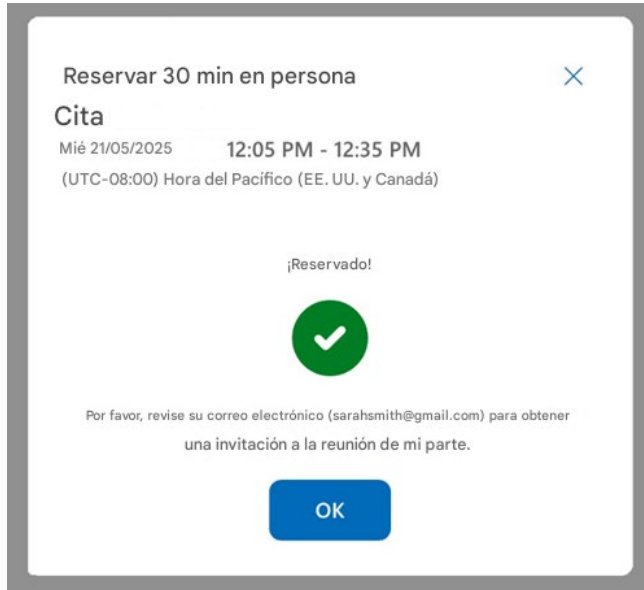 Reservar 30 min en persona
Cita
Mié 21/05/2025 12:05 PM - 12:35 PM
(UTC-08:00) Hora del Pacífico (EE. UU. y Canadá)
¡Reservado!
Por favor, revise su correo electrónico (sarahsmith@gmail.com) para obtener
una invitación a la reunión de mi parte.
OK